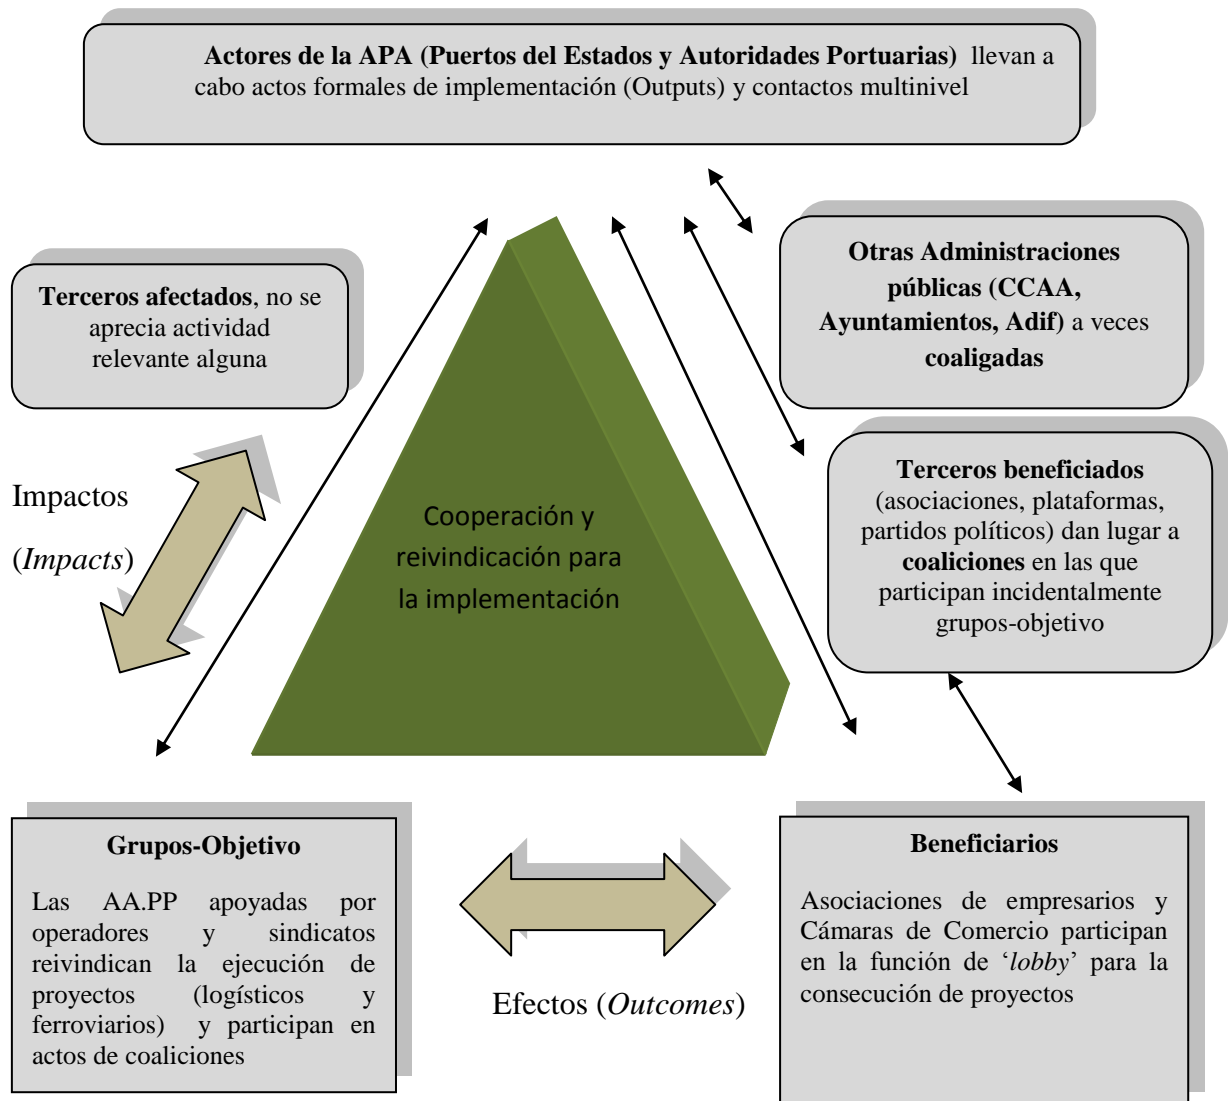 Actores de la APA (Puertos del Estados y Autoridades Portuarias) llevan a
cabo actos formales de implementación (Outputs) y contactos multinivel
Otras Administraciones
públicas (CCAA,
Ayuntamientos, Adif) a veces
coaligadas
Terceros afectados, no se
aprecia actividad
relevante alguna
Terceros beneficiados
(asociaciones, plataformas,
partidos políticos) dan lugar a
coaliciones en las que
participan incidentalmente
grupos-objetivo
Impactos
(Impacts)
Cooperación y
reivindicación para
la implementación
Grupos-Objetivo
Las AA.PP apoyadas por
operadores y sindicatos
reivindican la ejecución de
proyectos (logísticos y
ferroviarios) y participan en
actos de coaliciones
Efectos (Outcomes)
Beneficiarios
Asociaciones de empresarios y
Cámaras de Comercio participan
en la función de ‘lobby’ para la
consecución de proyectos